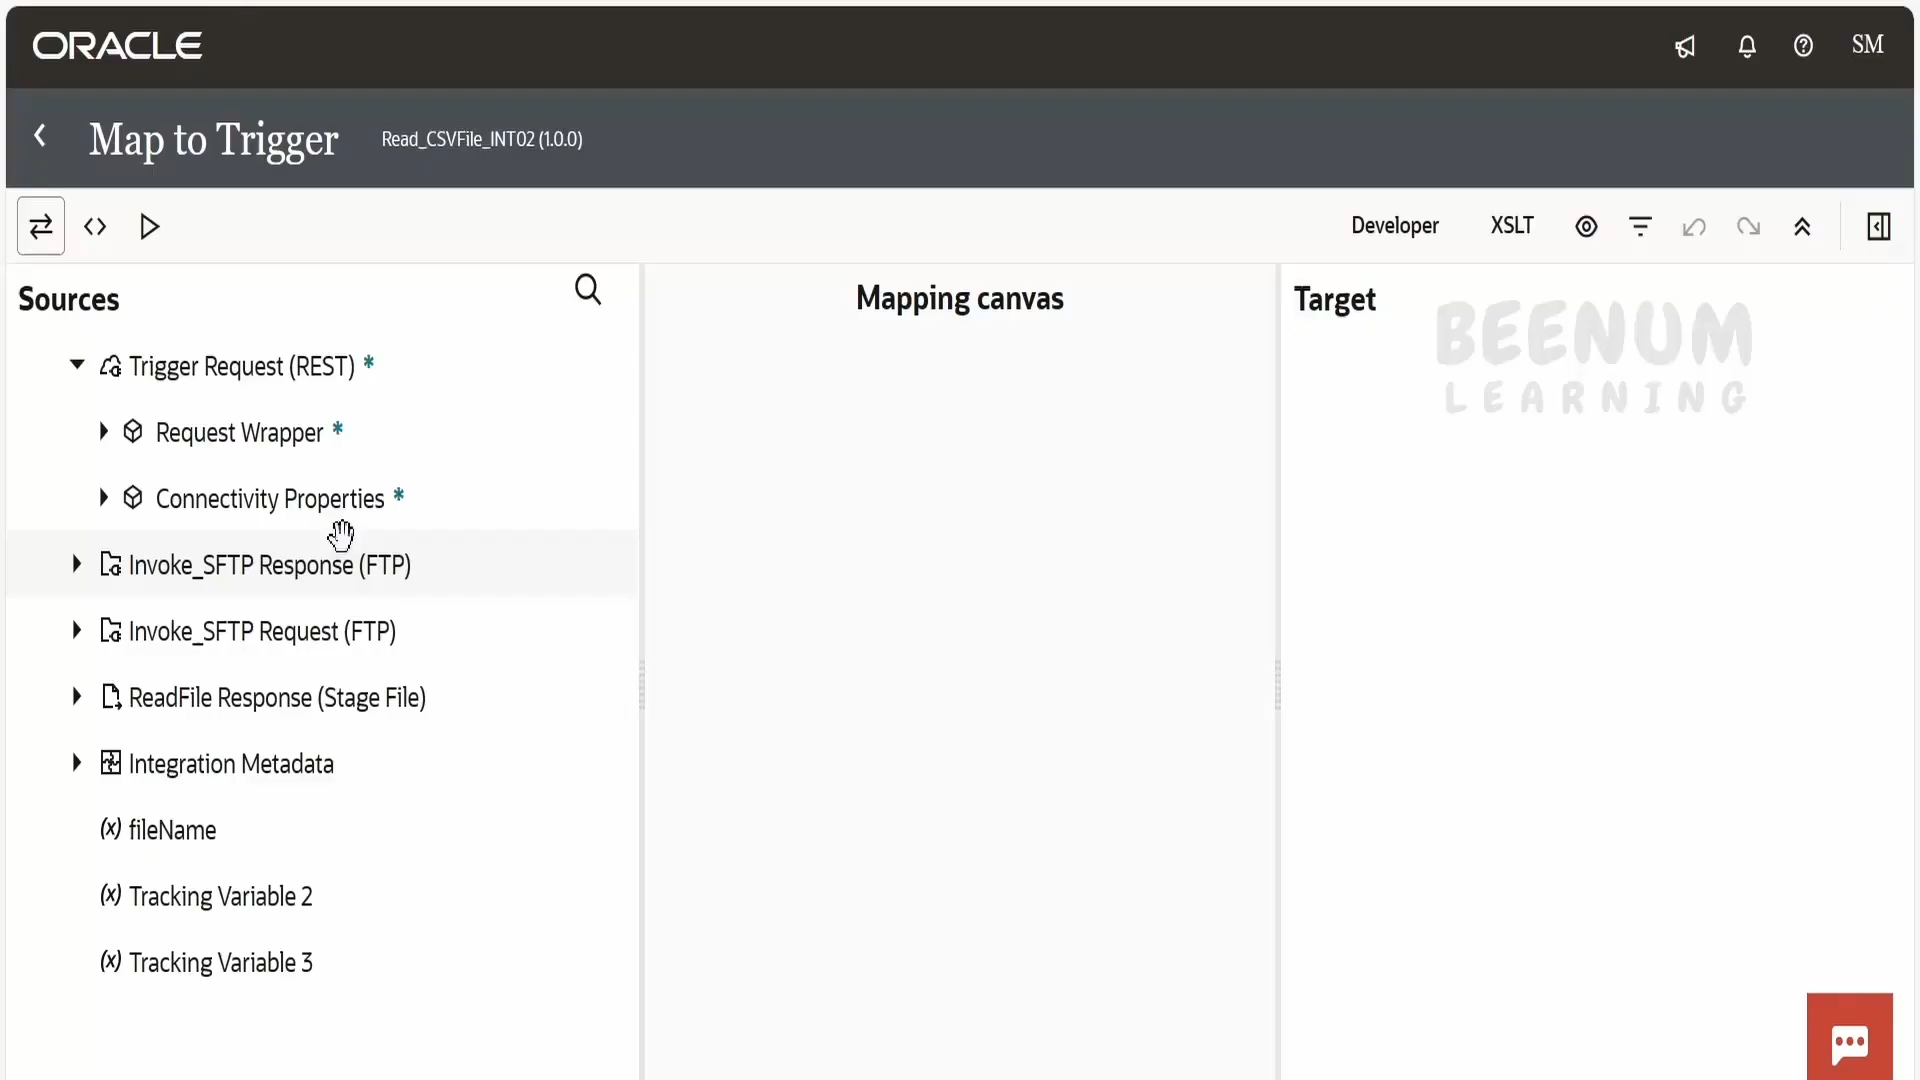 ORACLE
SM
Map to Trigger
Read_CSVFile_INT02 (1.0.0)
Developer
XSLT
Sources
Mapping canvas
Target
BEENUM
LEARNING
Trigger Request (REST) *
Request Wrapper *
Connectivity Properties *
Invoke_SFTP Response (FTP)
Invoke_SFTP Request (FTP)
ReadFile Response (Stage File)
Integration Metadata
(x) fileName
(x) Tracking Variable 2
(x) Tracking Variable 3